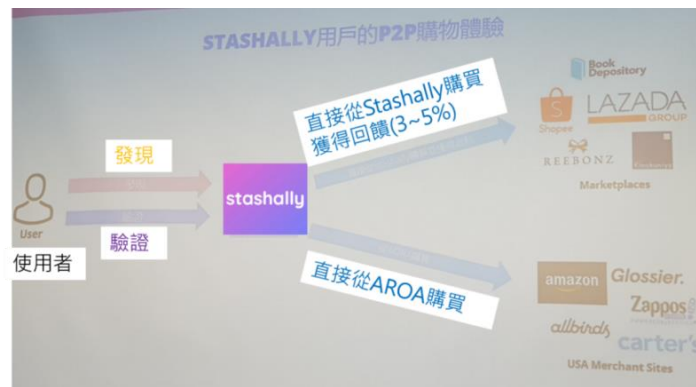 STASHALLY用戶的P2P購物體驗
Book
Depository
直接從Stashally購買
獲得回饋(3~5%)
Shopee
LAZADA
GROUP
發現
REEBONZ
Marketplaces
stashally
User
驗證
使用者
直接從AROA購買
amazon
Glossier.
Zappos
allbirds
carter's
USA Merchant Sites